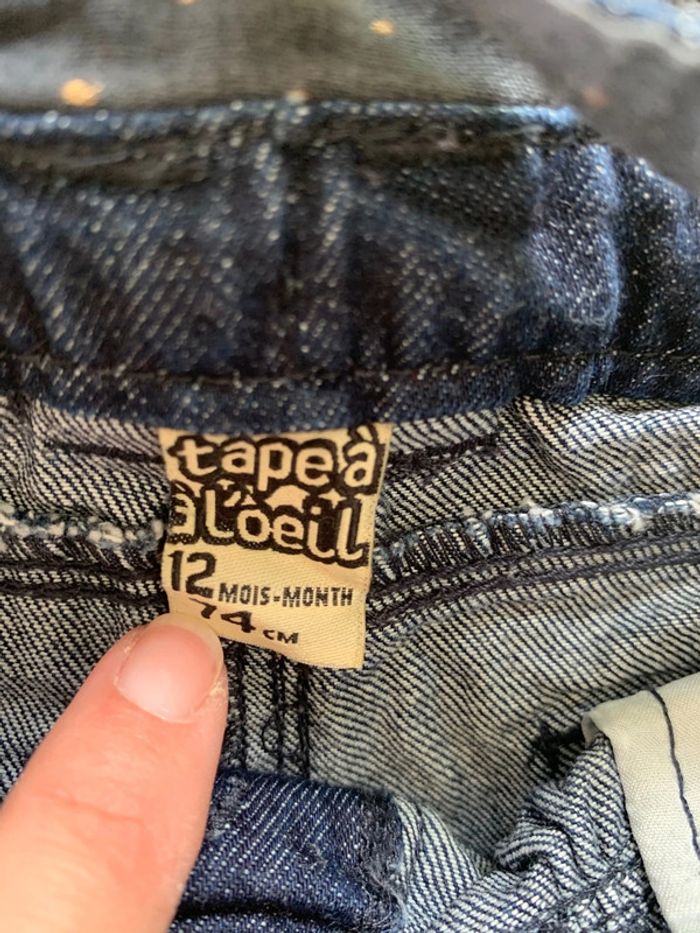 tape à
à l'oeil
12 MOIS-MONTH
74 CM